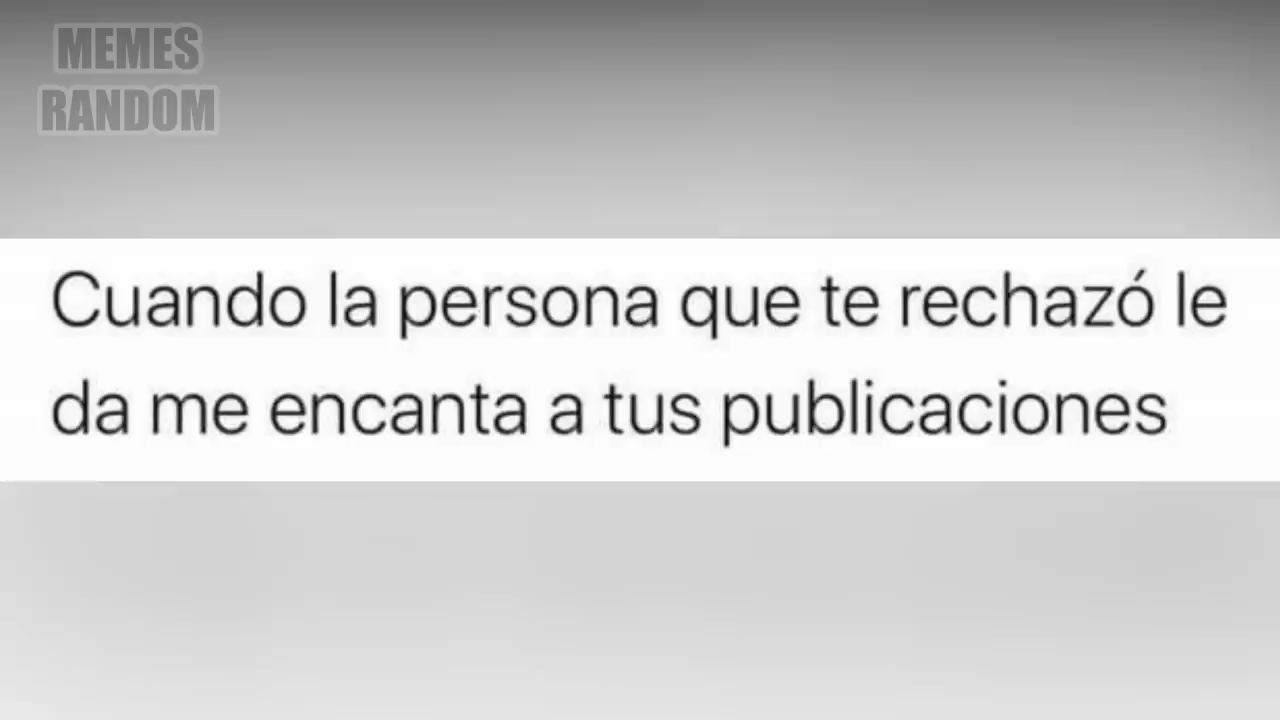 MEMES
RANDOM
Cuando la persona que te rechazó le
da me encanta a tus publicaciones